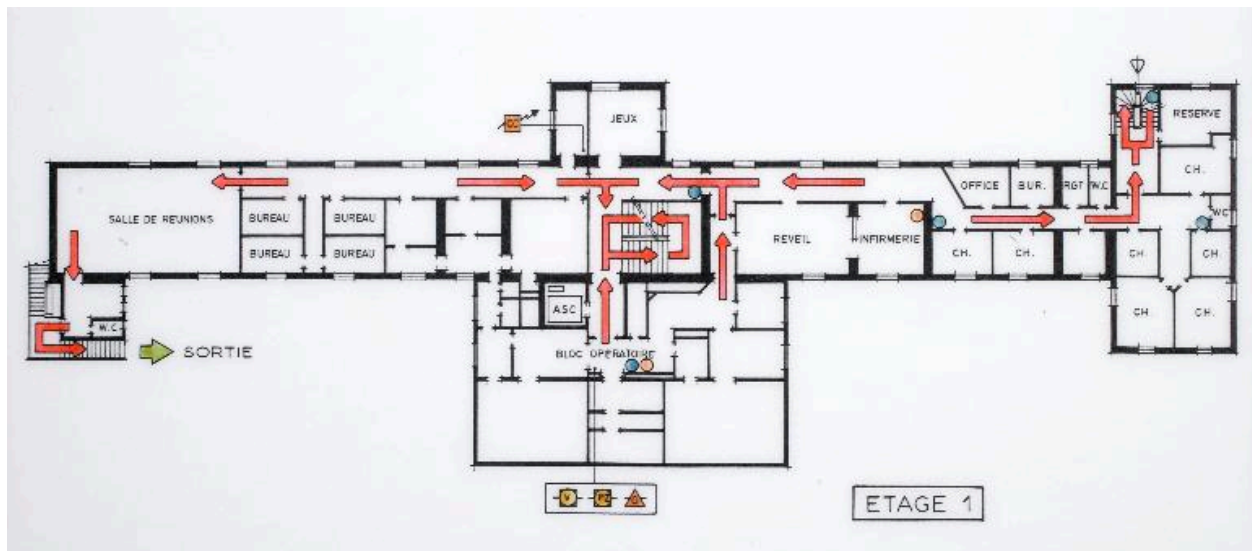 JEUX
RESERVE
CH.
OFFICE
BUR.
RGT
W.C
SALLE DE REUNIONS
BUREAU
BUREAU
WC
REVEIL
INFIRMERIE
BUREAU
BUREAU
CH.
CH.
CH.
CH.
ASC
CH.
CH.
W.C
SORTIE
BLOC OPERATOIRE
ETAGE 1